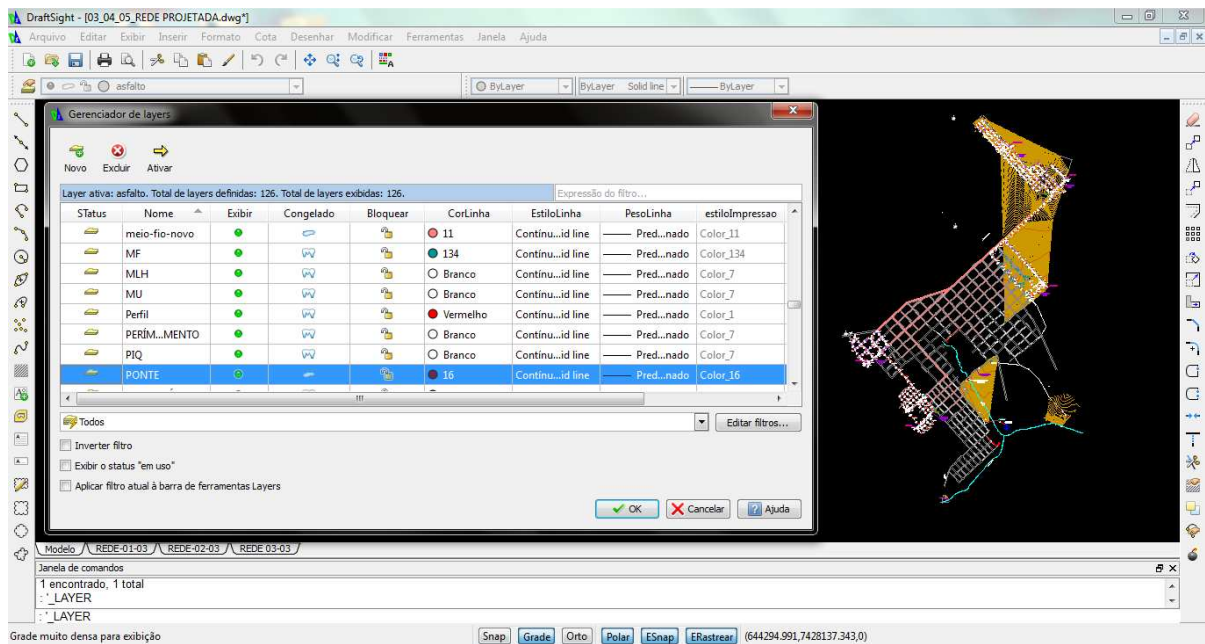 DraftSight - [03_04_05_REDE PROJETADA.dwg*]
Arquivo Editar Exibir Inserir Formato Cota Desenhar Modificar Ferramentas Janela Ajuda
asfalto ByLayer ByLayer Solid line ByLayer
Gerenciador de layers
Novo Excluir Ativar
Layer ativa: asfalto. Total de layers definidas: 126. Total de layers exibidas: 126. Expressão do filtro...
STatus Nome Exibir Congelado Bloquear CorLinha EstiloLinha PesoLinha estiloImpressao
meio-fio-novo 11 Contínu...id line Pred...nado Color_11
MF 134 Contínu...id line Pred...nado Color_134
MLH Branco Contínu...id line Pred...nado Color_7
MU Branco Contínu...id line Pred...nado Color_7
Perfil Vermelho Contínu...id line Pred...nado Color_1
PERÍM...MENTO Branco Contínu...id line Pred...nado Color_7
PIQ Branco Contínu...id line Pred...nado Color_7
PONTE 16 Contínu...id line Pred...nado Color_16
Todos Editar filtros...
Inverter filtro
Exibir o status "em uso"
Aplicar filtro atual à barra de ferramentas Layers
OK Cancelar Ajuda
Modelo REDE-01-03 REDE-02-03 REDE 03-03
Janela de comandos
1 encontrado, 1 total
: '_LAYER
: '_LAYER
Grade muito densa para exibição Snap Grade Orto Polar ESnap ERastrear (644294.991,7428137.343,0)